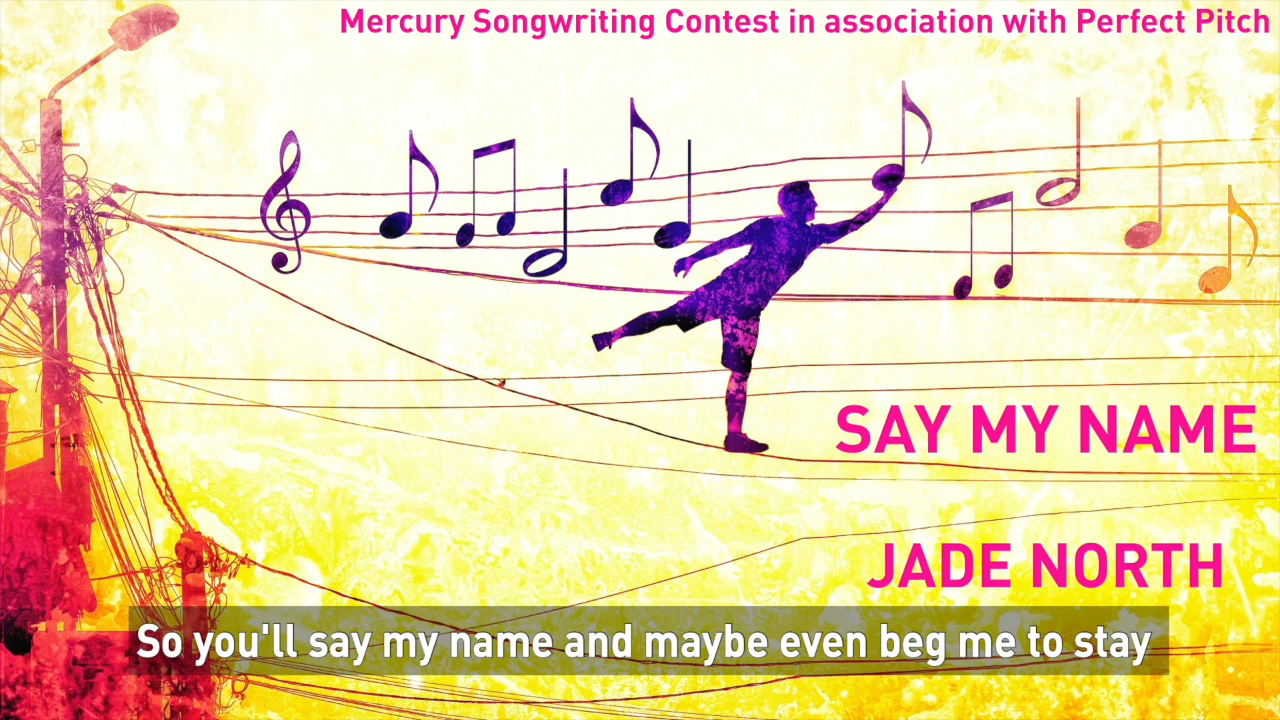 Mercury Songwriting Contest in association with Perfect Pitch
SAY MY NAME
JADE NORTH
So you'll say my name and maybe even beg me to stay